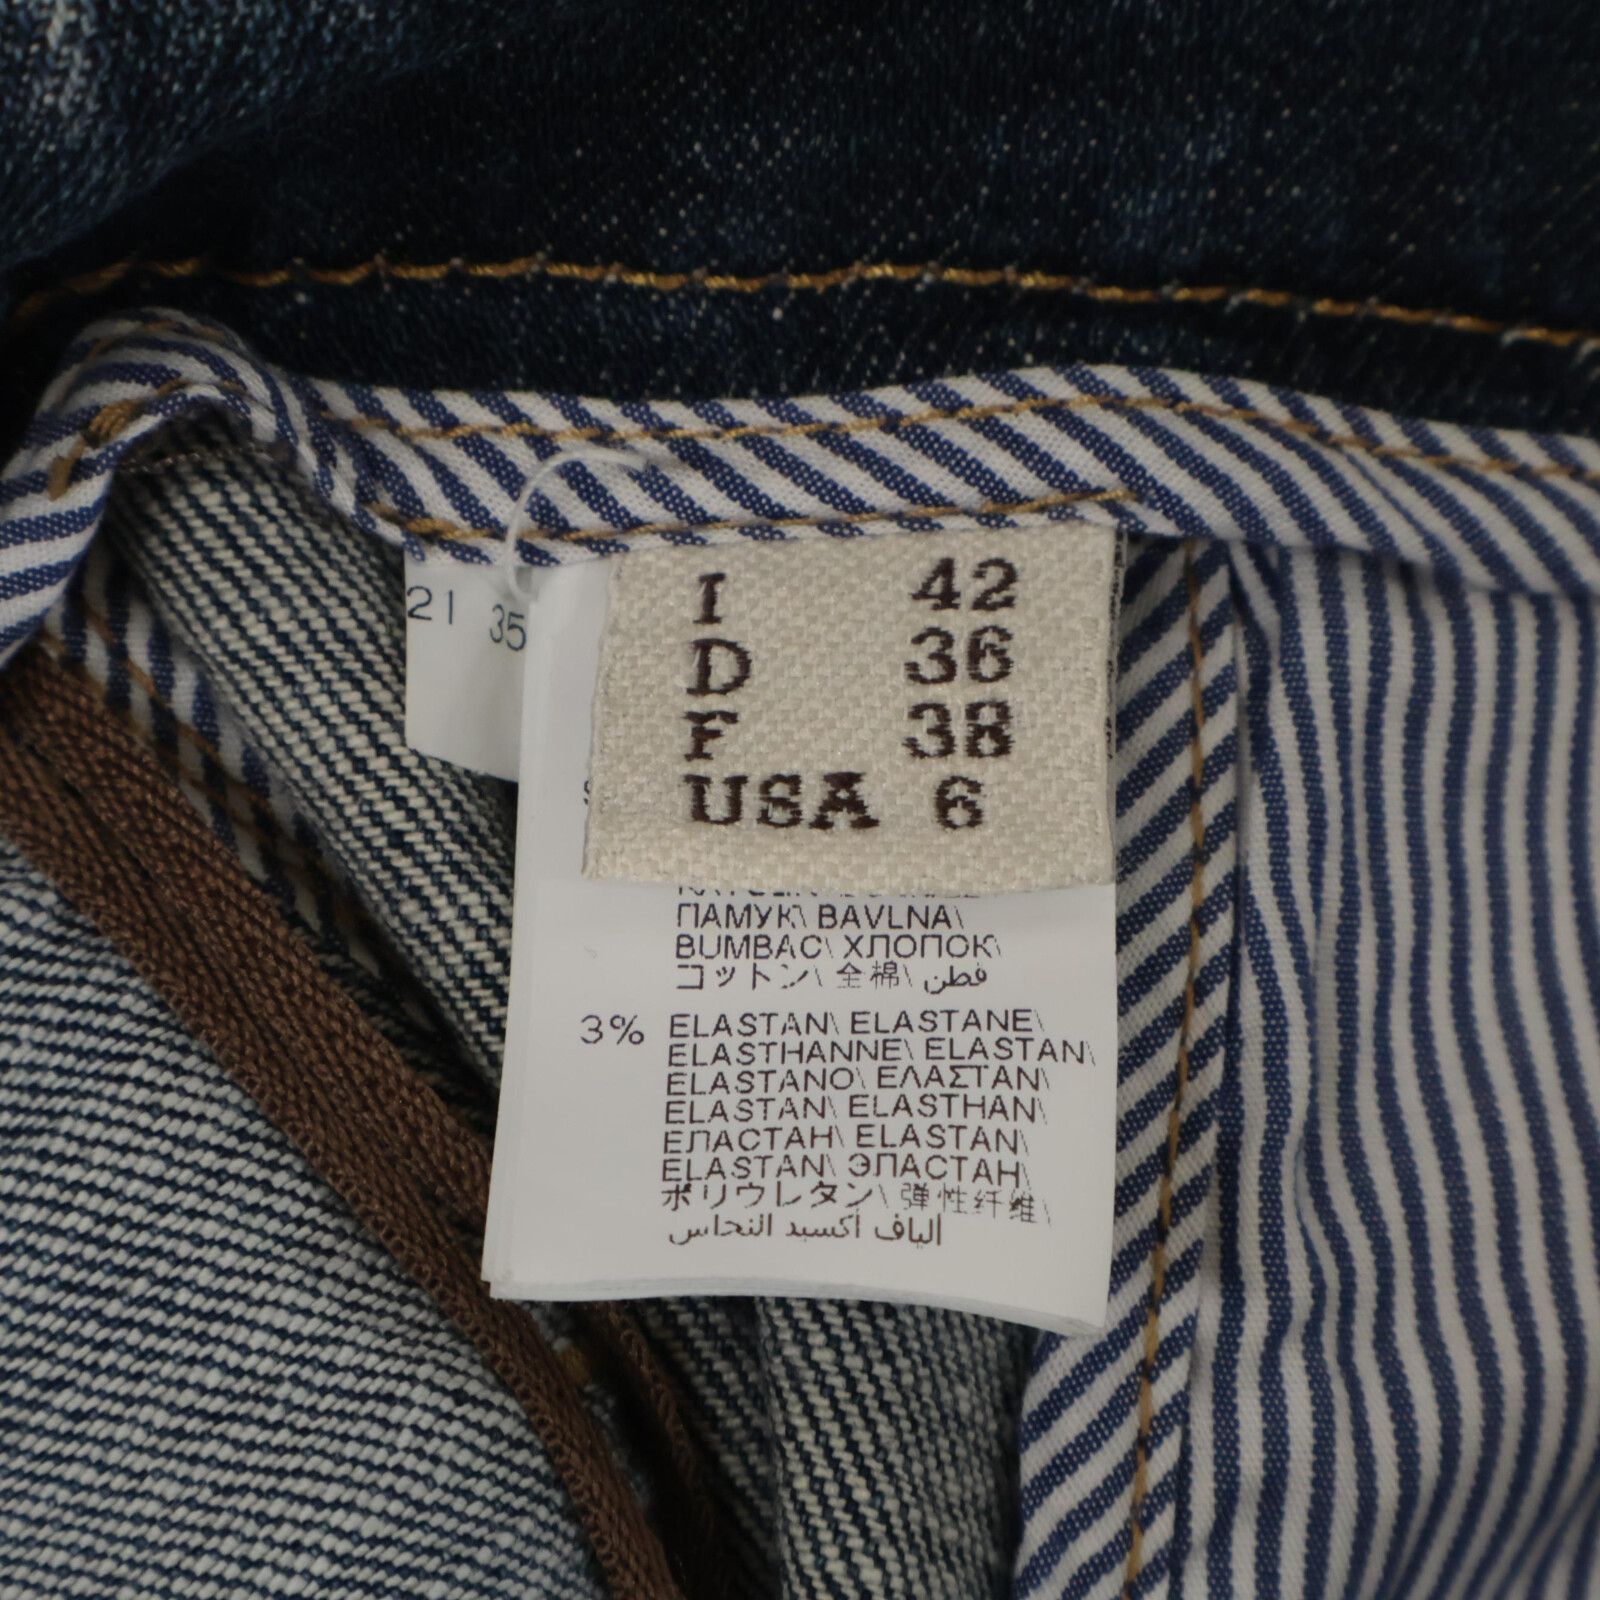 21 35
I 42
D 36
F 38
USA 6
ΠΑΜУК\ BAVLNA\
BUMBAC\ ХЛОПОК\
コットン\ 全棉\ قطن
3% ELASTAN\ ELASTANE\
ELASTHANNE\ ELASTAN\
ELASTANO\ ΕΛΑΣΤΑΝ\
ELASTAN\ ELASTHAN\
ЕЛАСТАН\ ELASTAN\
ELASTAN\ ЭЛАСТАН\
ポリウレタン\ 弹性纤维\
الياف اكسيد النحاس